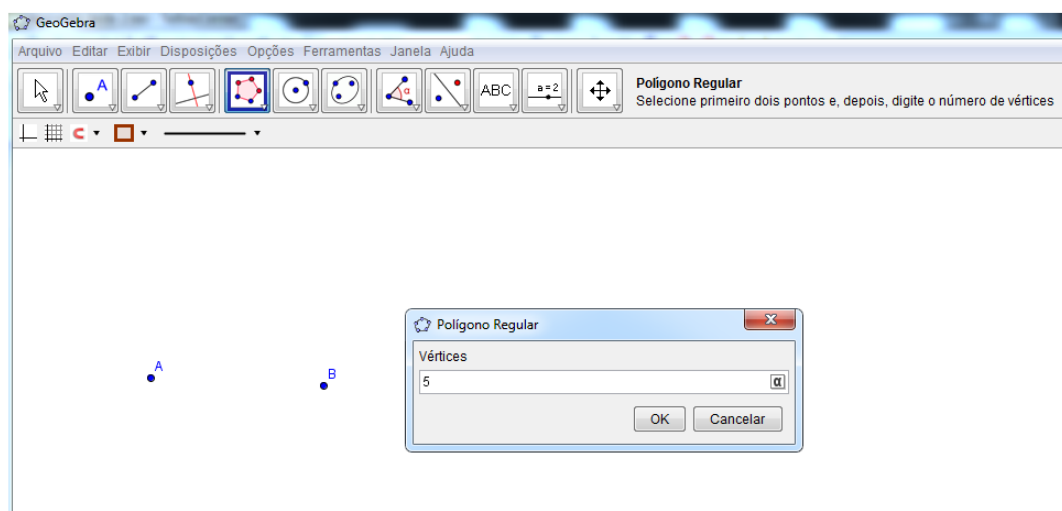 GeoGebra
Arquivo Editar Exibir Disposições Opções Ferramentas Janela Ajuda
A
α
ABC
a=2
Polígono Regular
Selecione primeiro dois pontos e, depois, digite o número de vértices
Polígono Regular
Vértices
A
B
5
α
OK Cancelar